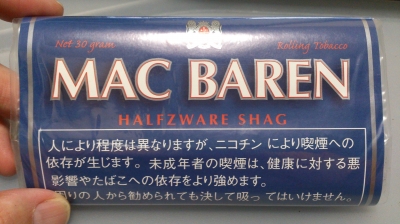 Net 50 gram
Rolling Tobacco
MAC BAREN
HALFZWARE SHAG
人により程度は異なりますが、ニコチンにより喫煙への
依存が生じます。未成年者の喫煙は、健康に対する悪
影響やたばこへの依存をより強めます。
周りの人から勧められても決して吸ってはいけません。